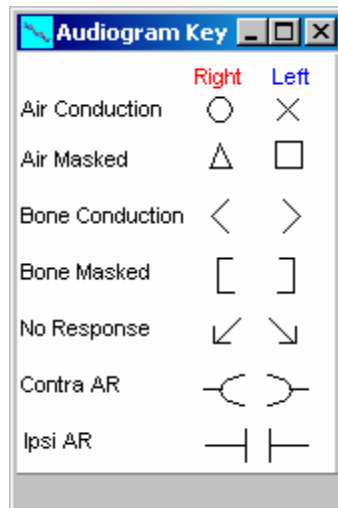 Audiogram Key
Right Left
Air Conduction
Air Masked
Bone Conduction
Bone Masked
No Response
Contra AR
Ipsi AR